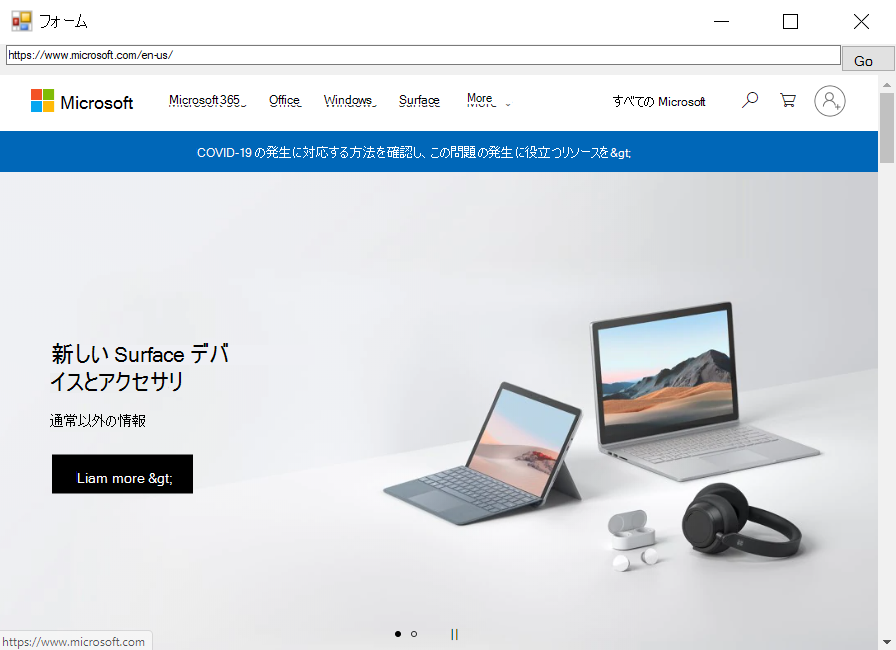 フォーム
https://www.microsoft.com/en-us/
Go
Microsoft
Microsoft 365
Office
Windows
Surface
More
すべての Microsoft
COVID-19 の発生に対応する方法を確認し、この問題の発生に役立つリソースを&gt;
新しい Surface デバ
イスとアクセサリ
通常以外の情報
Liam more &gt;
https://www.microsoft.com